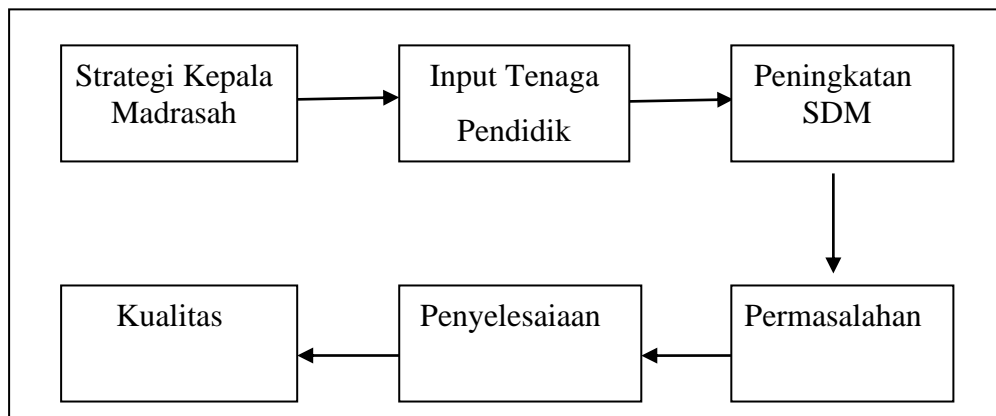 Strategi Kepala
Madrasah
Input Tenaga
Pendidik
Peningkatan
SDM
Kualitas
Penyelesaiaan
Permasalahan